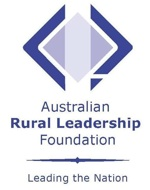 Australian
Rural Leadership
Foundation
Leading the Nation